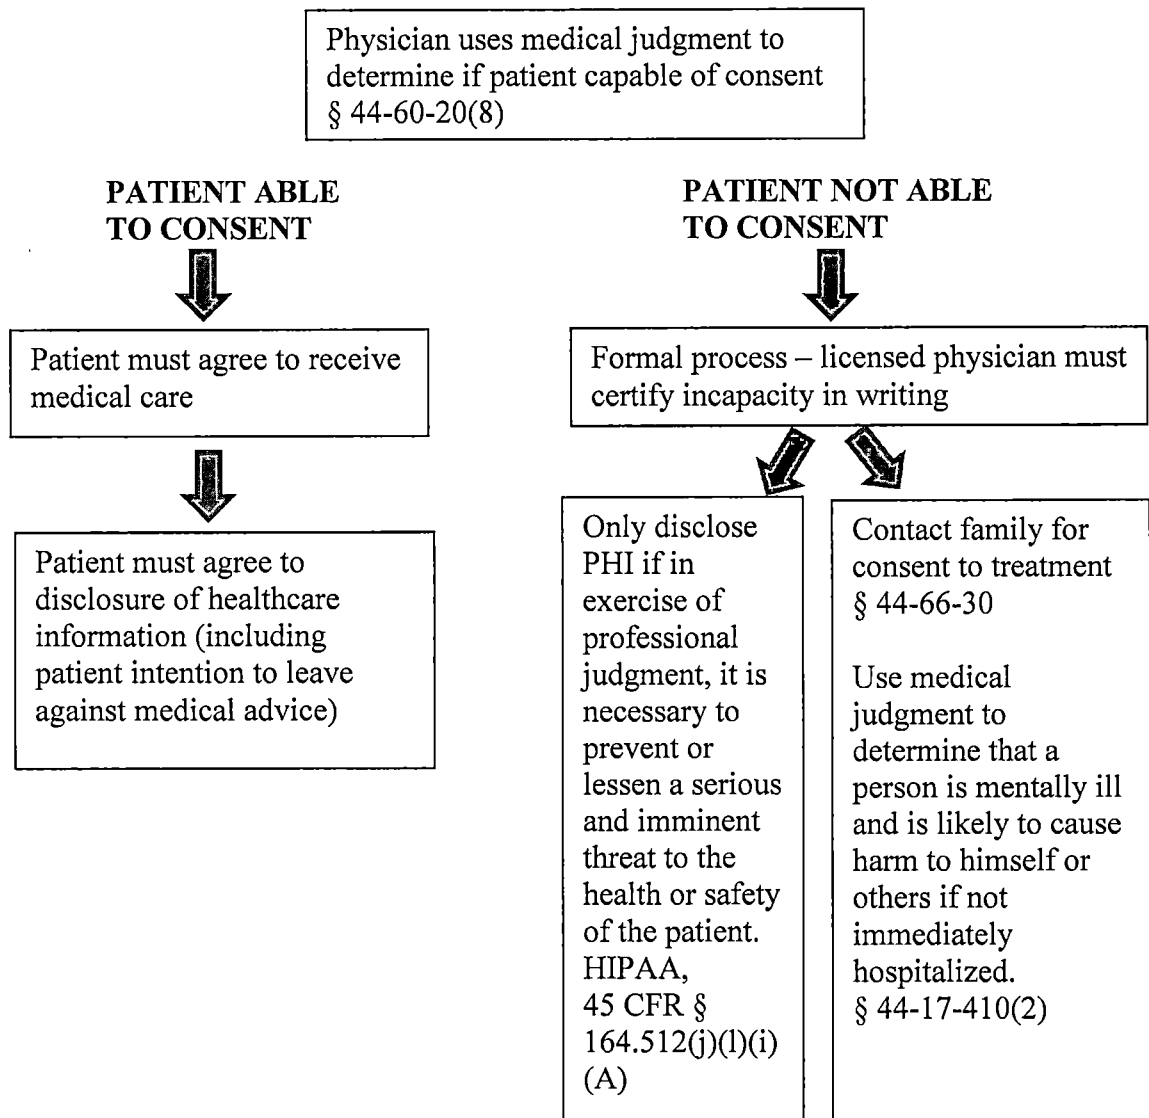 Physician uses medical judgment to
determine if patient capable of consent
§ 44-60-20(8)
PATIENT ABLE
TO CONSENT
Patient must agree to receive
medical care
Patient must agree to
disclosure of healthcare
information (including
patient intention to leave
against medical advice)
PATIENT NOT ABLE
TO CONSENT
Formal process – licensed physician must
certify incapacity in writing
Only disclose
PHI if in
exercise of
professional
judgment, it is
necessary to
prevent or
lessen a serious
and imminent
threat to the
health or safety
of the patient.
HIPAA,
45 CFR §
164.512(j)(l)(i)
(A)
Contact family for
consent to treatment
§ 44-66-30
Use medical
judgment to
determine that a
person is mentally ill
and is likely to cause
harm to himself or
others if not
immediately
hospitalized.
§ 44-17-410(2)